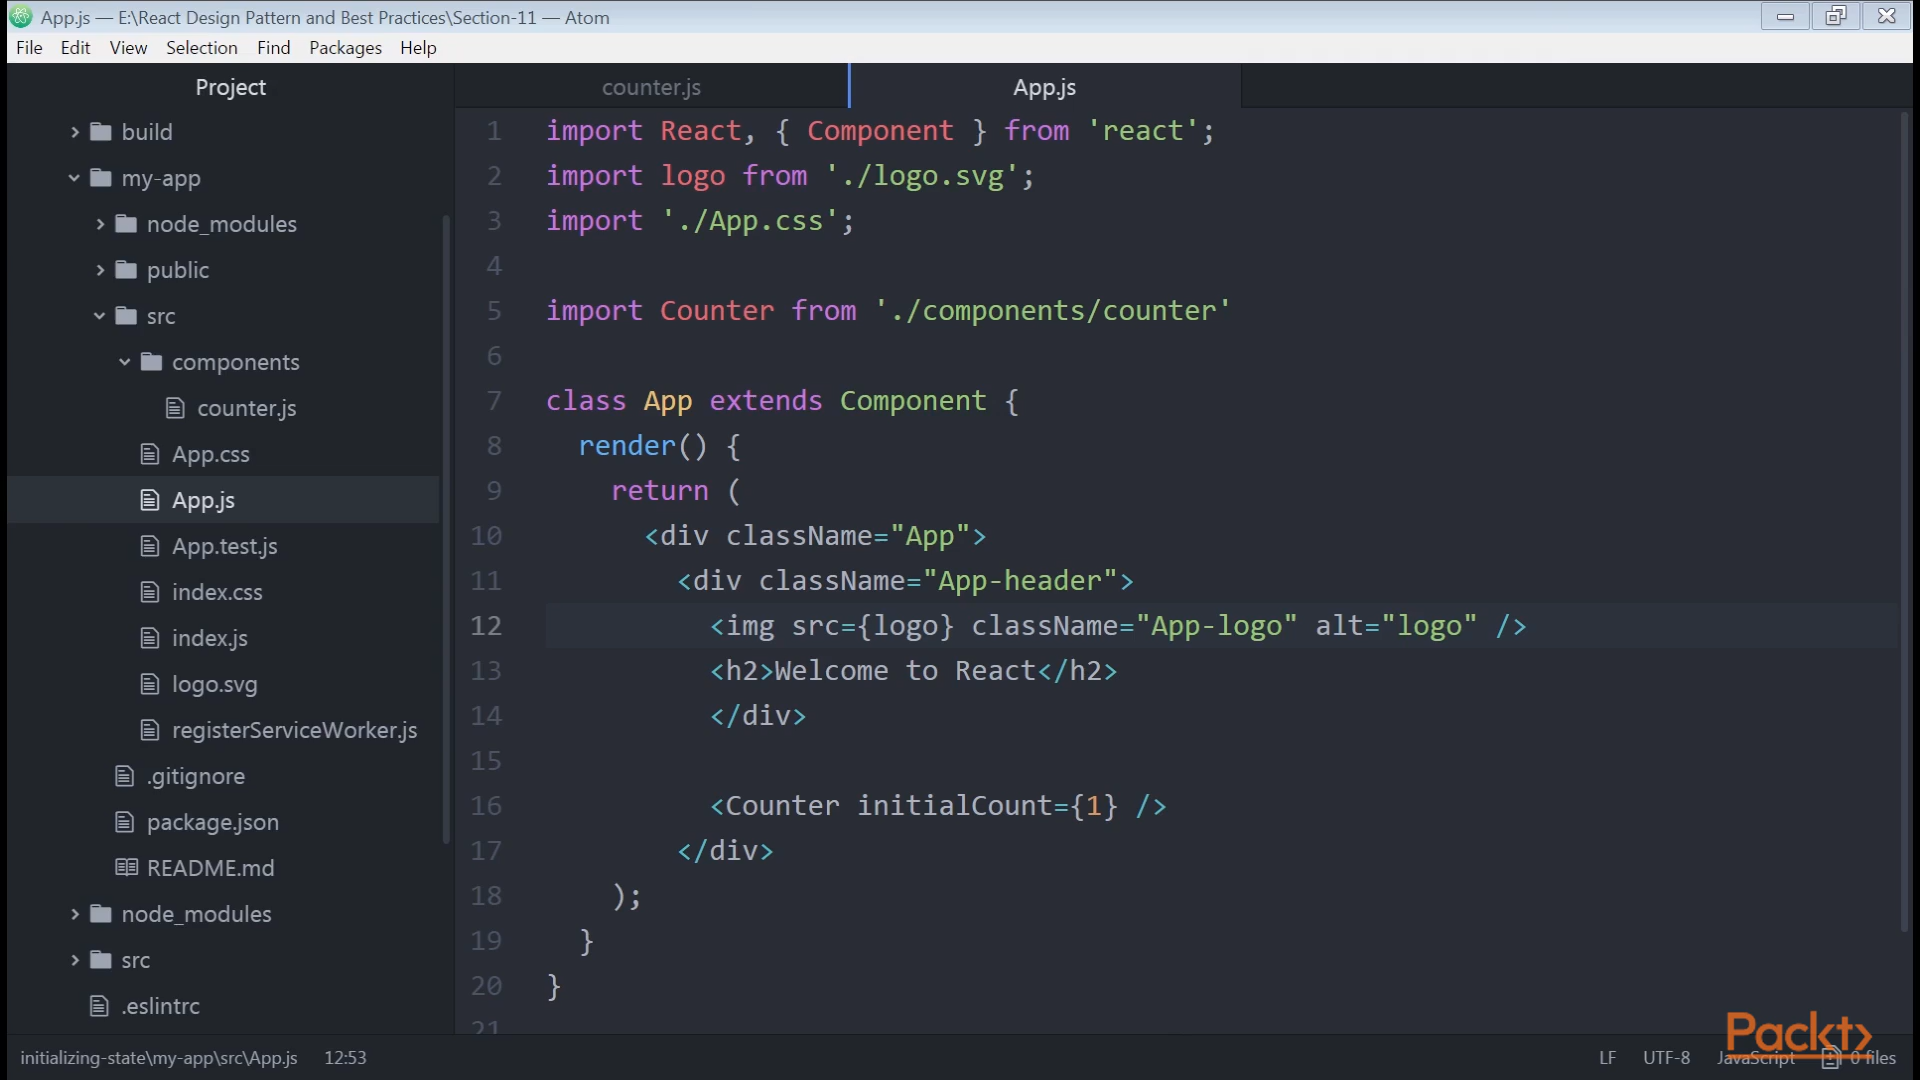 App.js — E:\React Design Pattern and Best Practices\Section-11 — Atom
File Edit View Selection Find Packages Help
Project
build
my-app
node_modules
public
src
components
counter.js
App.css
App.js
App.test.js
index.css
index.js
logo.svg
registerServiceWorker.js
.gitignore
package.json
README.md
node_modules
src
.eslintrc
counter.js App.js
1 import React, { Component } from 'react';
2 import logo from './logo.svg';
3 import './App.css';
4
5 import Counter from './components/counter'
6
7 class App extends Component {
8 render() {
9 return (
10 <div className="App">
11 <div className="App-header">
12 <img src={logo} className="App-logo" alt="logo" />
13 <h2>Welcome to React</h2>
14 </div>
15
16 <Counter initialCount={1} />
17 </div>
18 );
19 }
20 }
21
Packt>
initializing-state\my-app\src\App.js 12:53 LF UTF-8 JavaScript 0 files